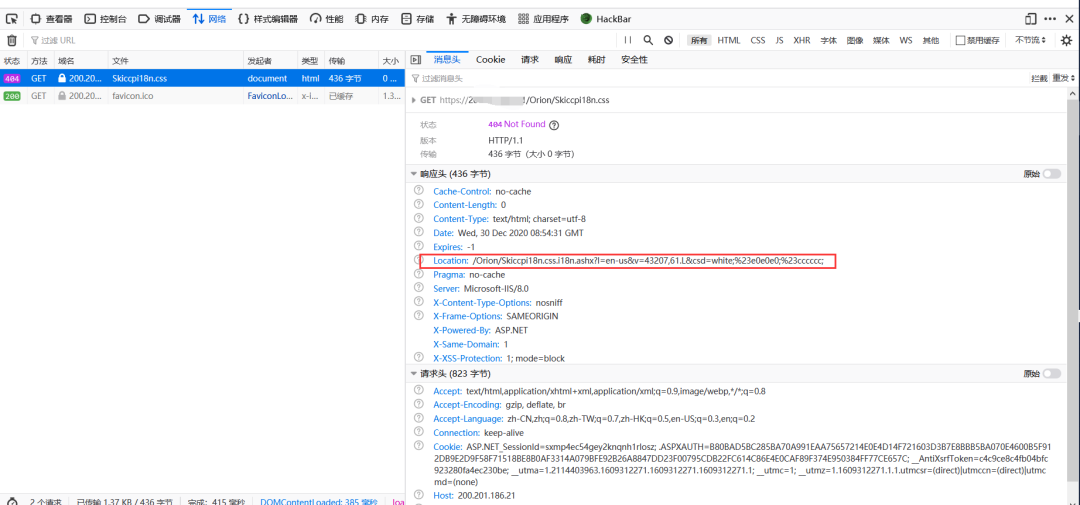 查看器 控制台 调试器 网络 样式编辑器 性能 内存 存储 无障碍环境 应用程序 HackBar
过滤 URL
所有 HTML CSS JS XHR 字体 图像 媒体 WS 其他 禁用缓存 不节流
状态 方法 域名 文件 发起者 类型 传输 大小
404 GET 200.20... Skiccpi18n.css document html 436 字节 0 ...
200 GET 200.20... favicon.ico FaviconLo... x-i... 已缓存 1.3...
消息头 Cookie 请求 响应 耗时 安全性
过滤消息头
拦截 重发
GET https://20 1/Orion/Skiccpi18n.css
状态 404 Not Found
版本 HTTP/1.1
传输 436 字节 (大小 0 字节)
响应头 (436 字节) 原始
Cache-Control: no-cache
Content-Length: 0
Content-Type: text/html; charset=utf-8
Date: Wed, 30 Dec 2020 08:54:31 GMT
Expires: -1
Location: /Orion/Skiccpi18n.css.i18n.ashx?l=en-us&v=43207,61.L&csd=white;%23e0e0e0;%23cccccc;
Pragma: no-cache
Server: Microsoft-IIS/8.0
X-Content-Type-Options: nosniff
X-Frame-Options: SAMEORIGIN
X-Powered-By: ASP.NET
X-Same-Domain: 1
X-XSS-Protection: 1; mode=block
请求头 (823 字节) 原始
Accept: text/html,application/xhtml+xml,application/xml;q=0.9,image/webp,*/*;q=0.8
Accept-Encoding: gzip, deflate, br
Accept-Language: zh-CN,zh;q=0.8,zh-TW;q=0.7,zh-HK;q=0.5,en-US;q=0.3,en;q=0.2
Connection: keep-alive
Cookie: ASP.NET_SessionId=sxmp4ec54gey2knqnh1rlosz; .ASPXAUTH=B80BAD5BC285BA70A991EAA75657214E0E4D14F721603D3B7E8BBB5BA070E4600B5F91
2DB9E2D9F58F71518BE8B0AF3314A079BFE92B26A8847DD23F00795CDB22FC614C86E4E0CAF89F374E950384FF77CE657C; __AntiXsrfToken=c4c9ce8c4fb04bfc
923280fa4ec230be; __utma=1.2114403963.1609312271.1609312271.1609312271.1; __utmc=1; __utmz=1.1609312271.1.1.utmcsr=(direct)|utmccn=(direct)|utmc
md=(none)
Host: 200.201.186.21
2 个请求 已传输 1.37 KB / 436 字节 完成: 415 毫秒 DOMContentLoaded: 385 毫秒 loa